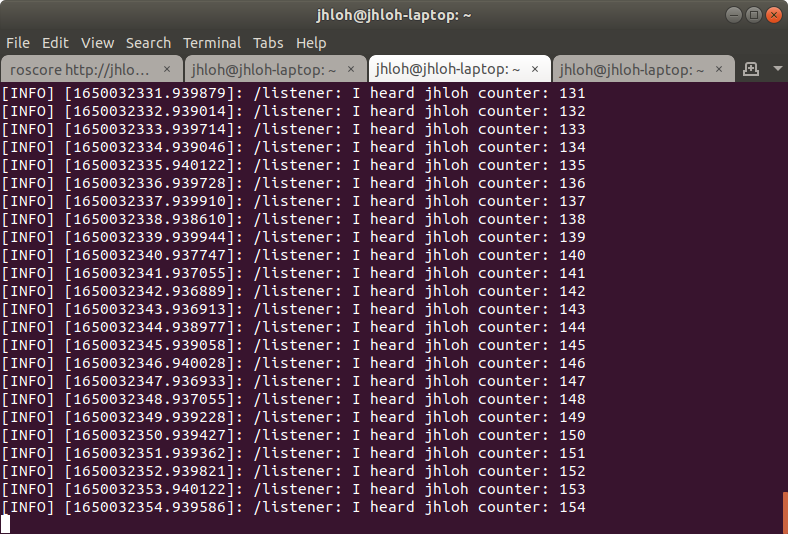 jhloh@jhloh-laptop: ~
File Edit View Search Terminal Tabs Help
roscore http://jhlo... × jhloh@jhloh-laptop: ~ × jhloh@jhloh-laptop: ~ × jhloh@jhloh-laptop: ~ ×
[INFO] [1650032331.939879]: /listener: I heard jhloh counter: 131
[INFO] [1650032332.939014]: /listener: I heard jhloh counter: 132
[INFO] [1650032333.939714]: /listener: I heard jhloh counter: 133
[INFO] [1650032334.939046]: /listener: I heard jhloh counter: 134
[INFO] [1650032335.940122]: /listener: I heard jhloh counter: 135
[INFO] [1650032336.939728]: /listener: I heard jhloh counter: 136
[INFO] [1650032337.939910]: /listener: I heard jhloh counter: 137
[INFO] [1650032338.938610]: /listener: I heard jhloh counter: 138
[INFO] [1650032339.939944]: /listener: I heard jhloh counter: 139
[INFO] [1650032340.937747]: /listener: I heard jhloh counter: 140
[INFO] [1650032341.937055]: /listener: I heard jhloh counter: 141
[INFO] [1650032342.936889]: /listener: I heard jhloh counter: 142
[INFO] [1650032343.936913]: /listener: I heard jhloh counter: 143
[INFO] [1650032344.938977]: /listener: I heard jhloh counter: 144
[INFO] [1650032345.939058]: /listener: I heard jhloh counter: 145
[INFO] [1650032346.940028]: /listener: I heard jhloh counter: 146
[INFO] [1650032347.936933]: /listener: I heard jhloh counter: 147
[INFO] [1650032348.937055]: /listener: I heard jhloh counter: 148
[INFO] [1650032349.939228]: /listener: I heard jhloh counter: 149
[INFO] [1650032350.939427]: /listener: I heard jhloh counter: 150
[INFO] [1650032351.939362]: /listener: I heard jhloh counter: 151
[INFO] [1650032352.939821]: /listener: I heard jhloh counter: 152
[INFO] [1650032353.940122]: /listener: I heard jhloh counter: 153
[INFO] [1650032354.939586]: /listener: I heard jhloh counter: 154